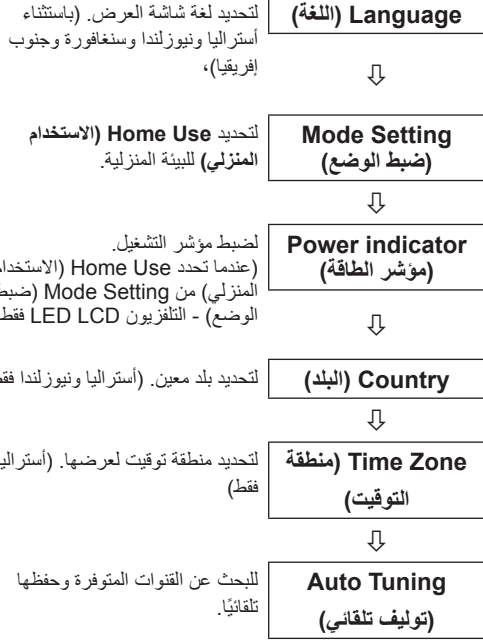 Language (اللغة)
لتحديد لغة شاشة العرض. (باستثناء
أستراليا ونيوزلندا وسنغافورة وجنوب
إفريقيا)،
Mode Setting
(ضبط الوضع)
لتحديد Home Use (الاستخدام
المنزلي) للبيئة المنزلية.
Power indicator
(مؤشر الطاقة)
لضبط مؤشر التشغيل.
(عندما تحدد Home Use (الاستخدام
المنزلي) من Mode Setting (ضبط
الوضع) - التلفزيون LED LCD فقط
Country (البلد)
لتحديد بلد معين. (أستراليا ونيوزلندا فقط
Time Zone (منطقة
التوقيت)
لتحديد منطقة توقيت لعرضها. (أستراليا
فقط)
Auto Tuning
(توليف تلقائي)
للبحث عن القنوات المتوفرة وحفظها
تلقائيًا.